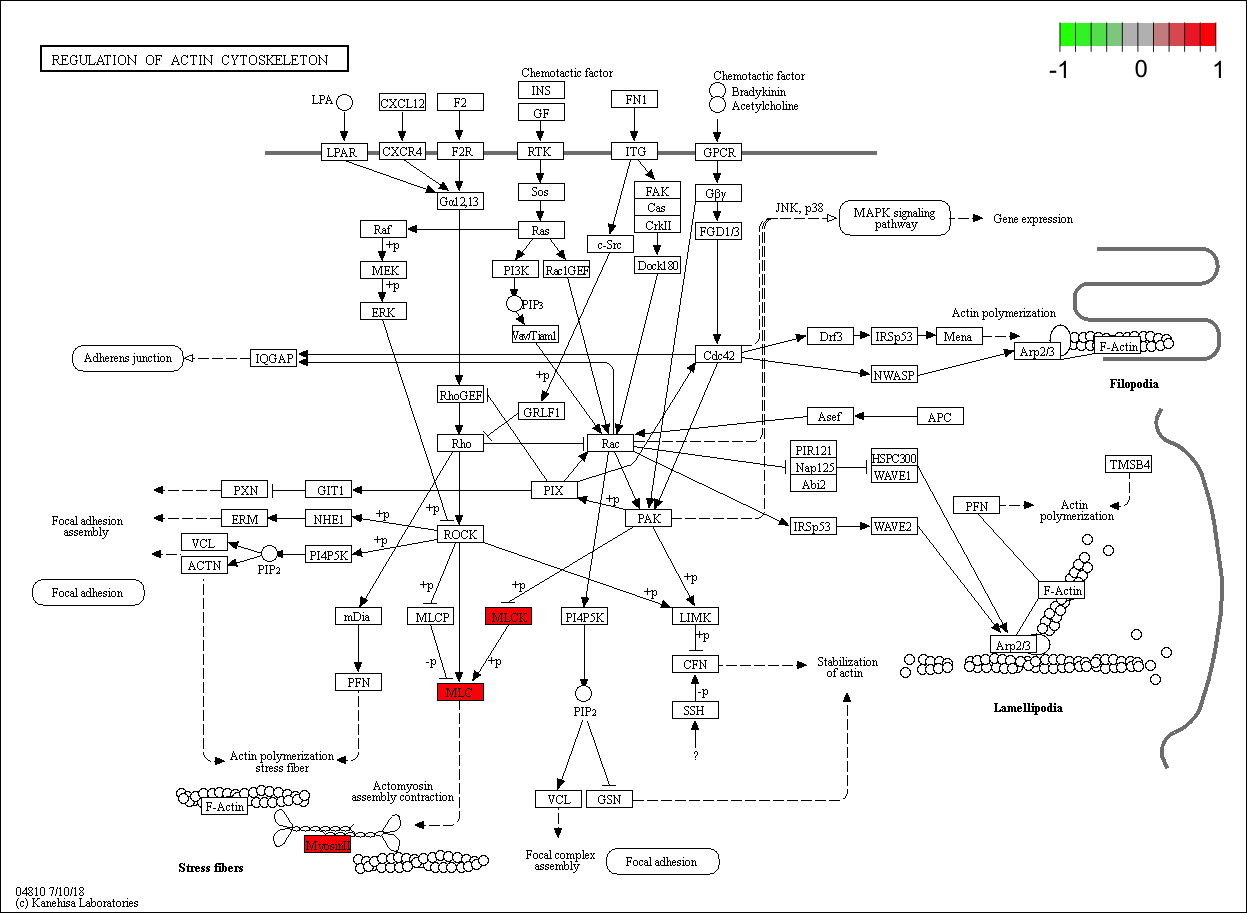 REGULATION OF ACTIN CYTOSKELETON
-1 0 1
Chemotactic factor
Chemotactic factor
LPA
CXCL12
F2
INS
GF
FN1
Bradykinin
Acetylcholine
LPAR
CXCR4
F2R
RTK
ITG
GPCR
Gα12,13
Sos
FAK
Cas
CrkII
Gβγ
JNK, p38
MAPK signaling
pathway
Gene expression
Raf
Ras
c-Src
FGD1/3
+p
MEK
PI3K
Rac1GEF
Dock180
+p
ERK
PIP3
Vav/Tiam1
Actin polymerization
Drf3
IRSp53
Mena
Arp2/3
F-Actin
Adherens junction
IQGAP
Cdc42
NWASP
Filopodia
+p
RhoGEF
GRLF1
Asef
APC
Rho
Rac
PIR121
Nap125
Abi2
HSPC300
WAVE1
TMSB4
PXN
GIT1
PIX
+p
PFN
Actin
polymerization
Focal adhesion
assembly
ERM
NHE1
+p
+p
PAK
IRSp53
WAVE2
ROCK
VCL
ACTN
PIP2
PI4P5K
+p
Focal adhesion
+p
+p
+p
+p
F-Actin
mDia
MLCP
MLCK
PI4P5K
LIMK
+p
Arp2/3
-p
+p
CFN
Stabilization
of actin
PFN
MLC
-p
SSH
PIP2
Lamellipodia
?
Actin polymerization
stress fiber
Actomyosin
assembly contraction
F-Actin
VCL
GSN
MyosinII
Stress fibers
Focal complex
assembly
Focal adhesion
04810 7/10/18
(c) Kanehisa Laboratories